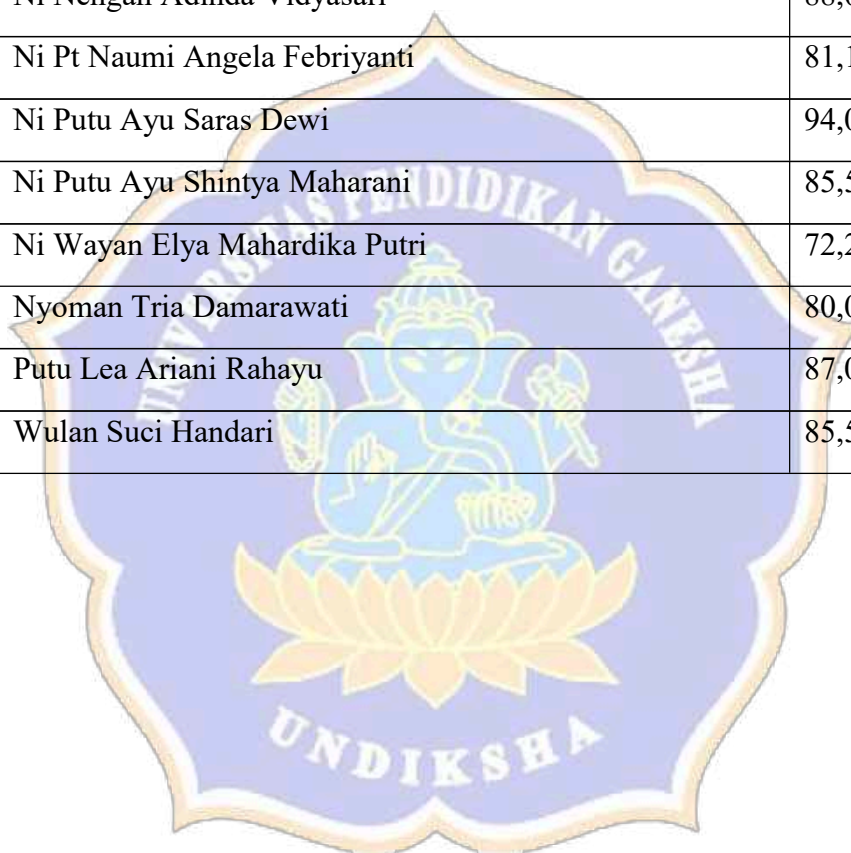 Ni Nengah Adinda Vidyasari
Ni Pt Naumi Angela Febriyanti 81,1
Ni Putu Ayu Saras Dewi 94,0
Ni Putu Ayu Shintya Maharani 85,5
Ni Wayan Elya Mahardika Putri 72,2
Nyoman Tria Damarawati 80,0
Putu Lea Ariani Rahayu 87,0
Wulan Suci Handari 85,5
UNIVERSITAS PENDIDIKAN GANESHA
UNDIKSHA